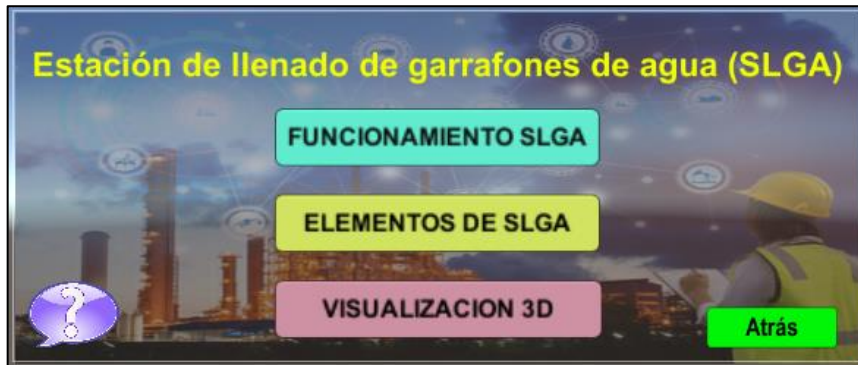 Estación de llenado de garrafones de agua (SLGA)
FUNCIONAMIENTO SLGA
ELEMENTOS DE SLGA
VISUALIZACION 3D
?
Atrás